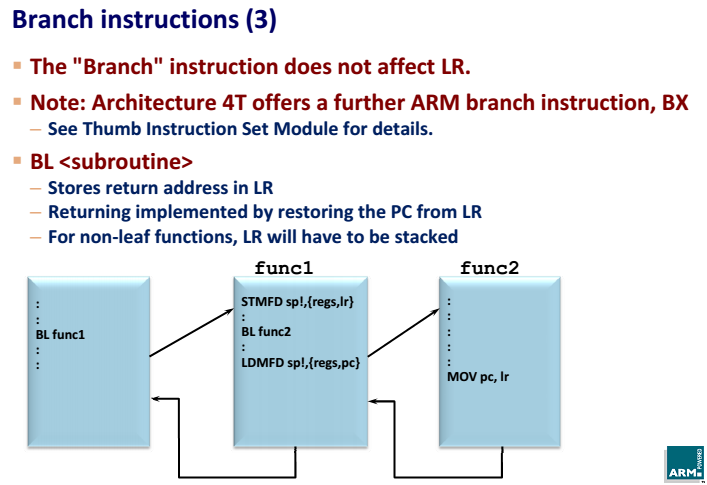 Branch instructions (3)
The "Branch" instruction does not affect LR.
Note: Architecture 4T offers a further ARM branch instruction, BX
– See Thumb Instruction Set Module for details.
BL <subroutine>
– Stores return address in LR
– Returning implemented by restoring the PC from LR
– For non-leaf functions, LR will have to be stacked
func1
func2
:
:
BL func1
:
:
STMFD sp!,{regs,lr}
:
BL func2
:
LDMFD sp!,{regs,pc}
:
:
:
:
:
MOV pc, lr
ARM POWERED
TM